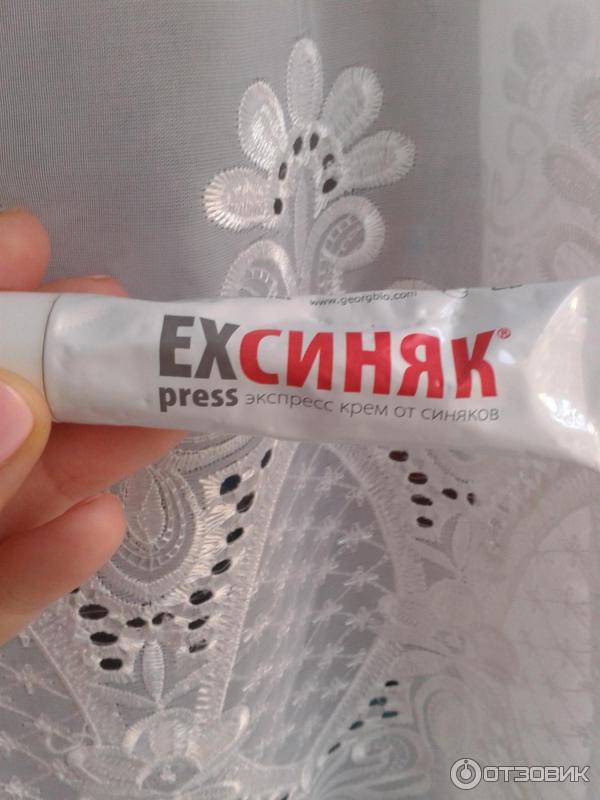 www.georgbio.com
EXСИНЯК®
press экспресс крем от синяков
ОТЗОВИК